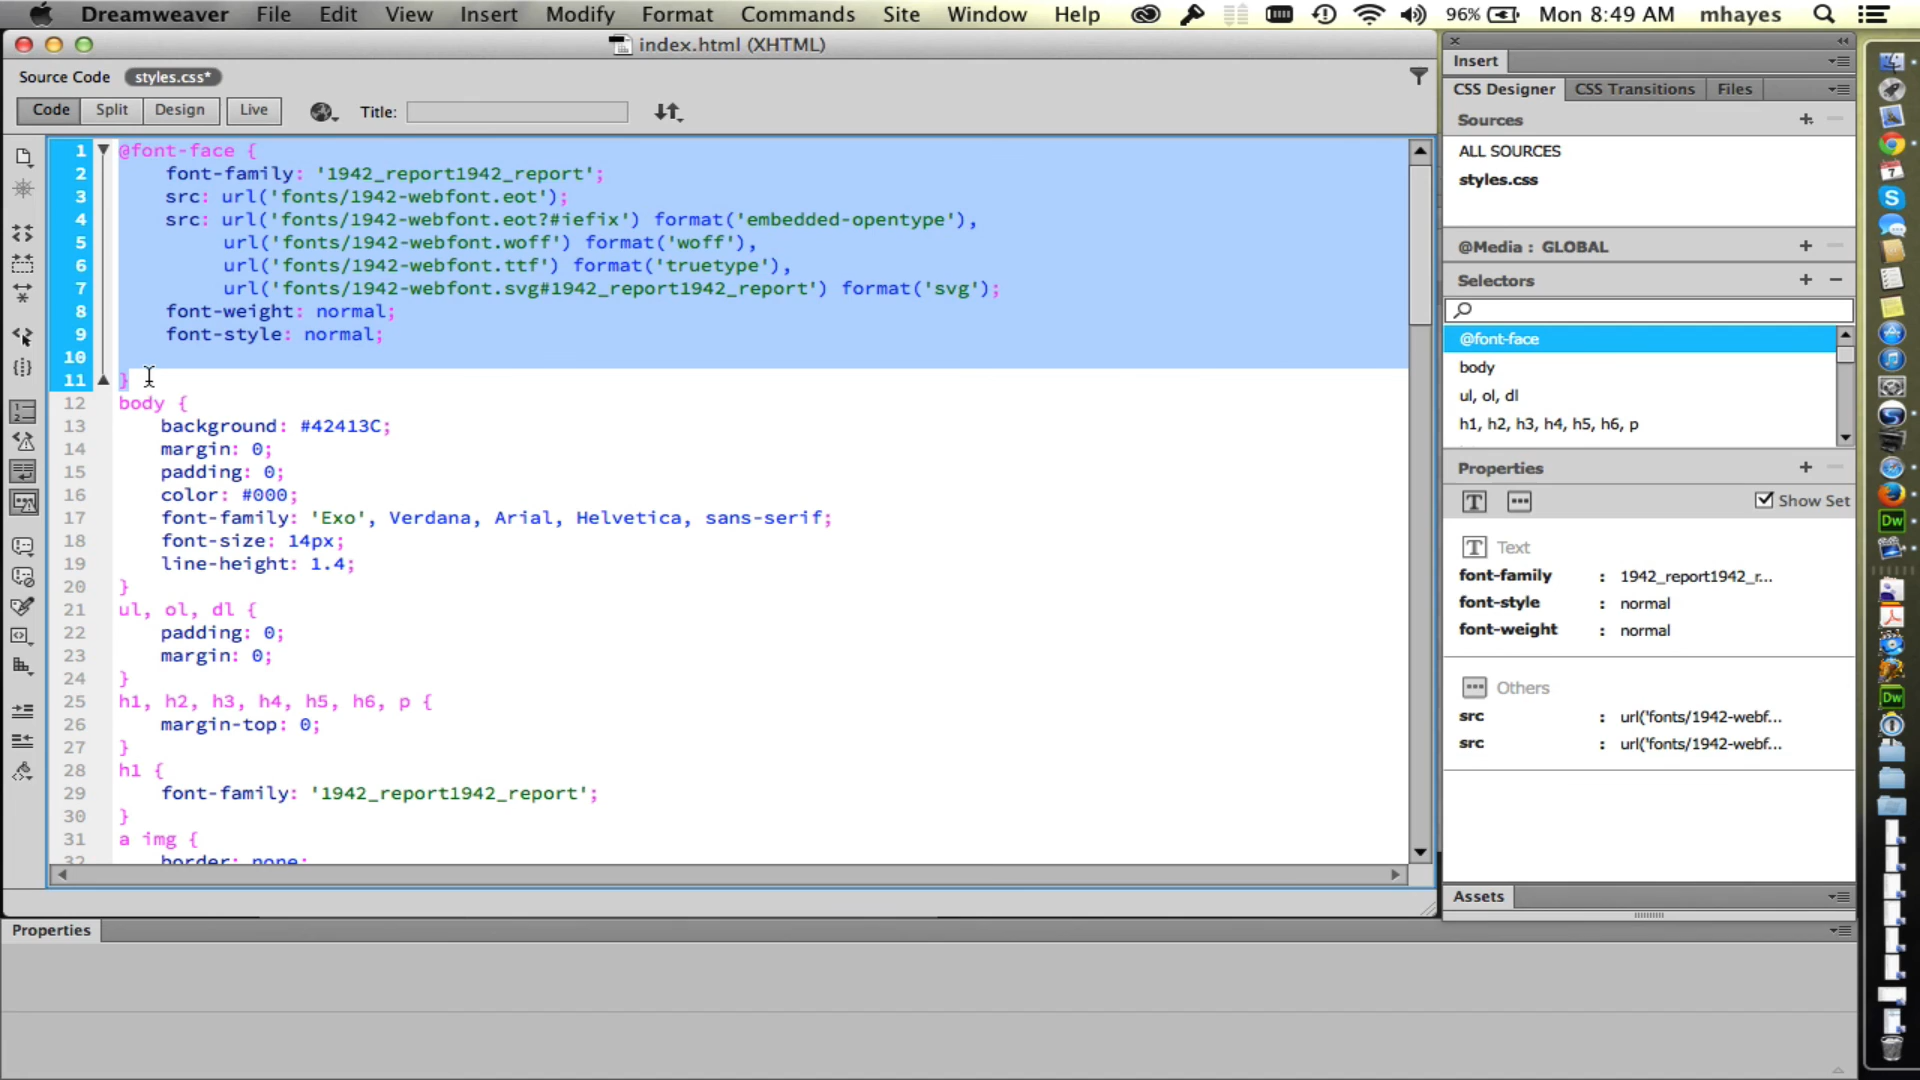 Dreamweaver File Edit View Insert Modify Format Commands Site Window Help 96% Mon 8:49 AM mhayes
index.html (XHTML)
Source Code styles.css*
Code Split Design Live Title:
1 @font-face {
2 font-family: '1942_report1942_report';
3 src: url('fonts/1942-webfont.eot');
4 src: url('fonts/1942-webfont.eot?#iefix') format('embedded-opentype'),
5 url('fonts/1942-webfont.woff') format('woff'),
6 url('fonts/1942-webfont.ttf') format('truetype'),
7 url('fonts/1942-webfont.svg#1942_report1942_report') format('svg');
8 font-weight: normal;
9 font-style: normal;
10
11 }
12 body {
13 background: #42413C;
14 margin: 0;
15 padding: 0;
16 color: #000;
17 font-family: 'Exo', Verdana, Arial, Helvetica, sans-serif;
18 font-size: 14px;
19 line-height: 1.4;
20 }
21 ul, ol, dl {
22 padding: 0;
23 margin: 0;
24 }
25 h1, h2, h3, h4, h5, h6, p {
26 margin-top: 0;
27 }
28 h1 {
29 font-family: '1942_report1942_report';
30 }
31 a img {
32 border: none;
Insert
CSS Designer CSS Transitions Files
Sources
ALL SOURCES
styles.css
@Media : GLOBAL
Selectors
@font-face
body
ul, ol, dl
h1, h2, h3, h4, h5, h6, p
Properties
Show Set
T Text
font-family : 1942_report1942_r...
font-style : normal
font-weight : normal
Others
src : url('fonts/1942-webf...
src : url('fonts/1942-webf...
Assets
Properties
Dw
Dw